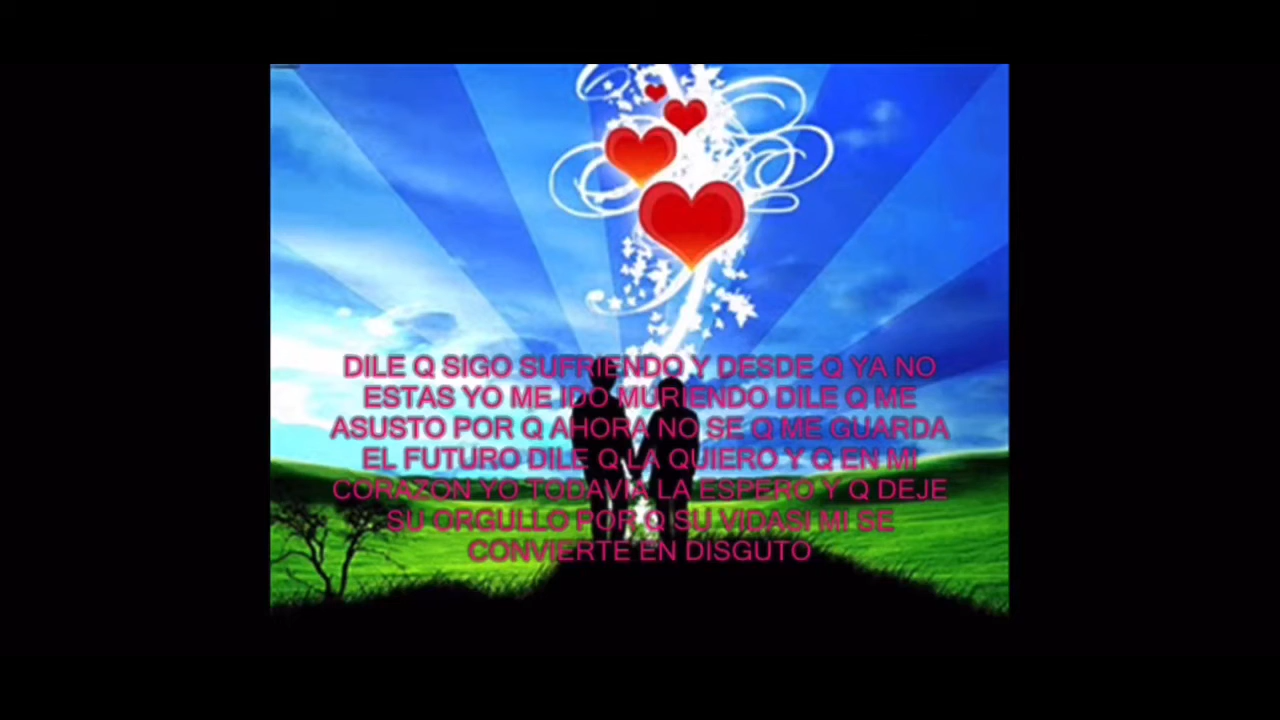 DILE Q SIGO SUFRIENDO Y DESDE Q YA NO
ESTAS YO ME IDO MURIENDO DILE Q ME
ASUSTO POR Q AHORA NO SE Q ME GUARDA
EL FUTURO DILE Q LA QUIERO Y Q EN MI
CORAZON YO TODAVIA LA ESPERO Y Q DEJE
SU ORGULLO POR Q SU VIDASI MI SE
CONVIERTE EN DISGUTO